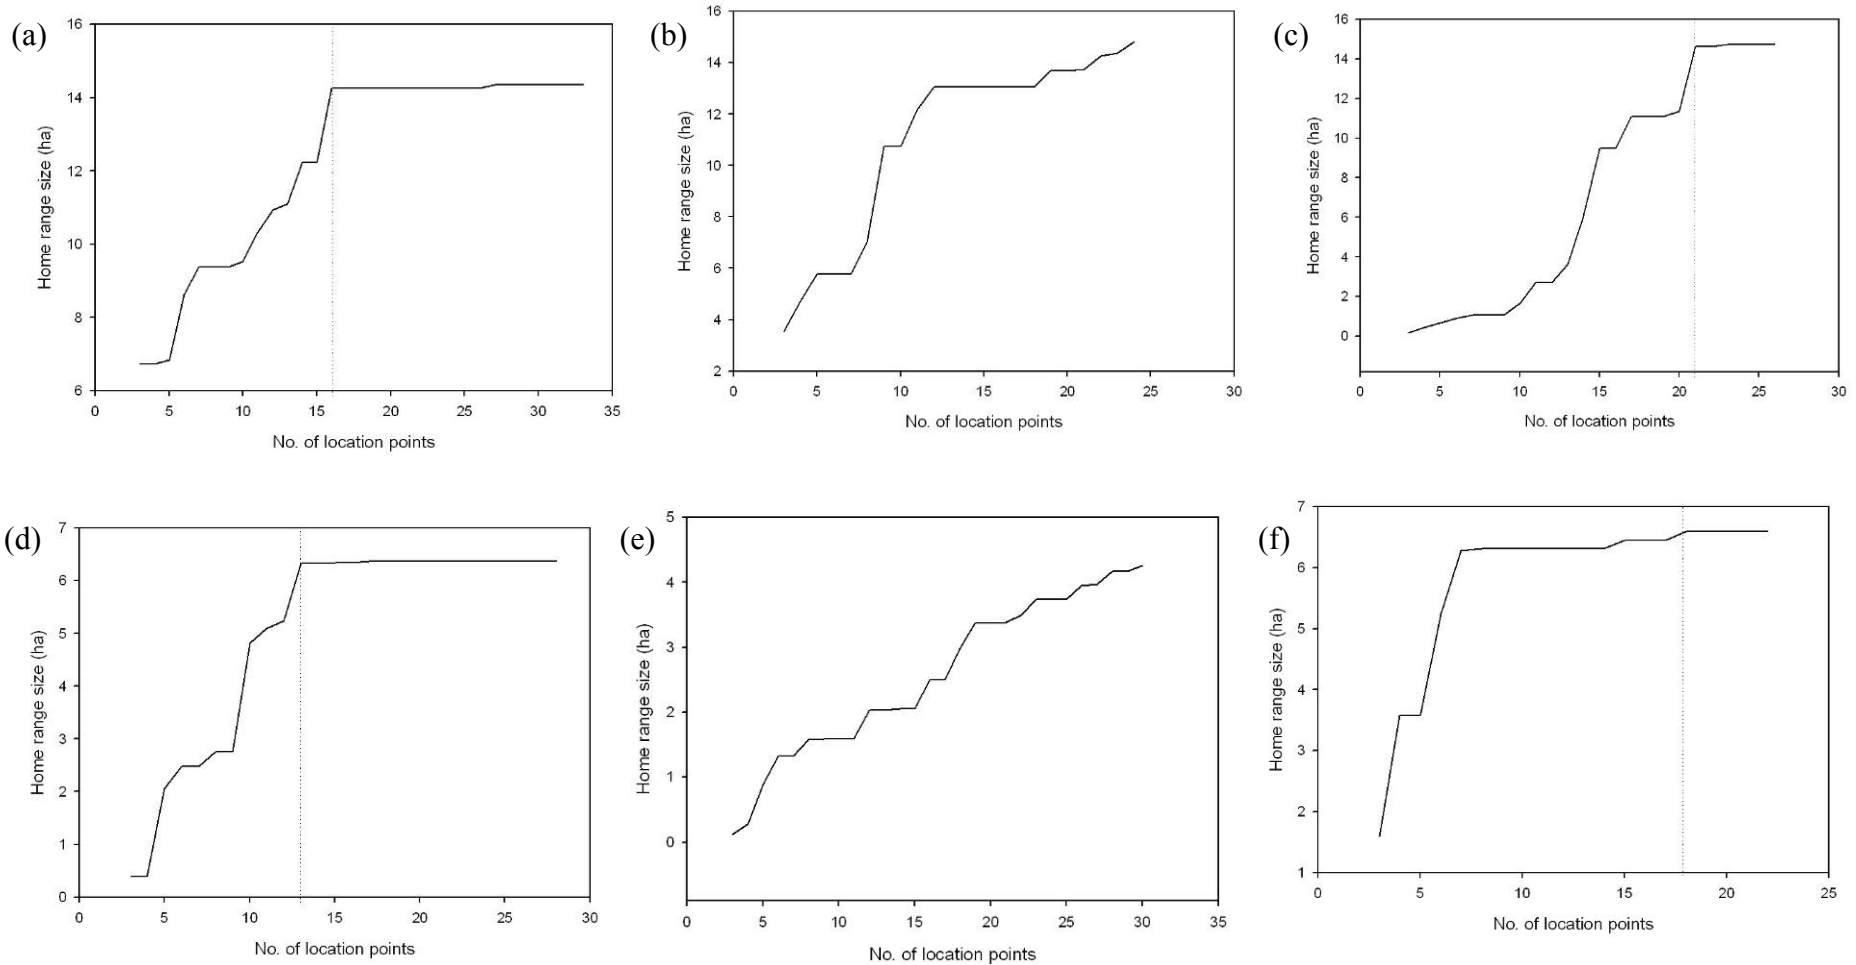 (a)
16
14
12
10
8
6
Home range size (ha)
0 5 10 15 20 25 30 35
No. of location points
(b)
16
14
12
10
8
6
4
2
Home range size (ha)
0 5 10 15 20 25 30
No. of location points
(c)
16
14
12
10
8
6
4
2
0
Home range size (ha)
0 5 10 15 20 25 30
No. of location points
(d)
7
6
5
4
3
2
1
0
Home range size (ha)
0 5 10 15 20 25 30
No. of location points
(e)
5
4
3
2
1
0
Home range size (ha)
0 5 10 15 20 25 30 35
No. of location points
(f)
7
6
5
4
3
2
1
Home range size (ha)
0 5 10 15 20 25
No. of location points